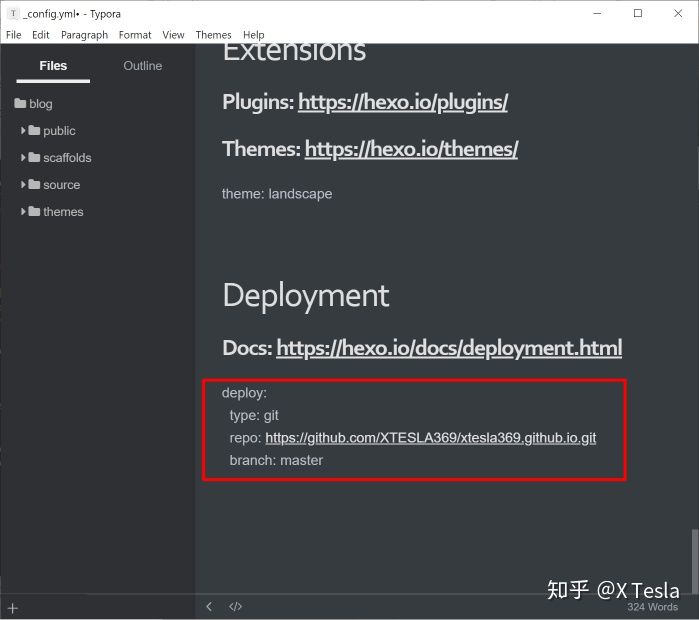 T _config.yml• - Typora
File Edit Paragraph Format View Themes Help
Files Outline
blog
public
scaffolds
source
themes
Extensions
Plugins: https://hexo.io/plugins/
Themes: https://hexo.io/themes/
theme: landscape
Deployment
Docs: https://hexo.io/docs/deployment.html
deploy:
type: git
repo: https://github.com/XTESLA369/xtesla369.github.io.git
branch: master
知乎 @X Tesla
324 Words